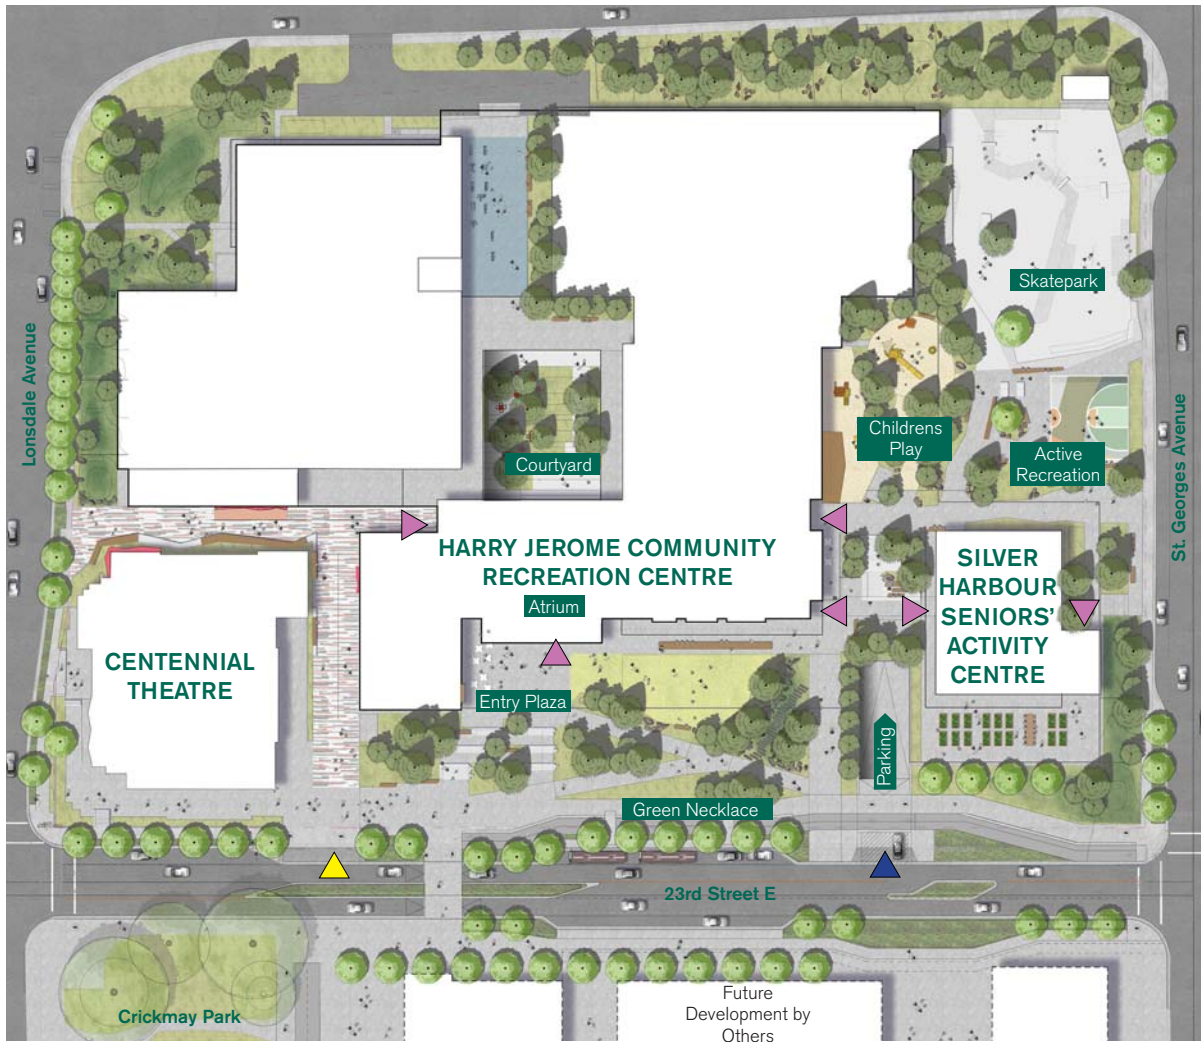 Lonsdale Avenue
Skatepark
Childrens
Play
Courtyard
Active
Recreation
St. Georges Avenue
HARRY JEROME COMMUNITY
RECREATION CENTRE
Atrium
SILVER
HARBOUR
SENIORS'
ACTIVITY
CENTRE
CENTENNIAL
THEATRE
Entry Plaza
Parking
Green Necklace
23rd Street E
Crickmay Park
Future
Development by
Others